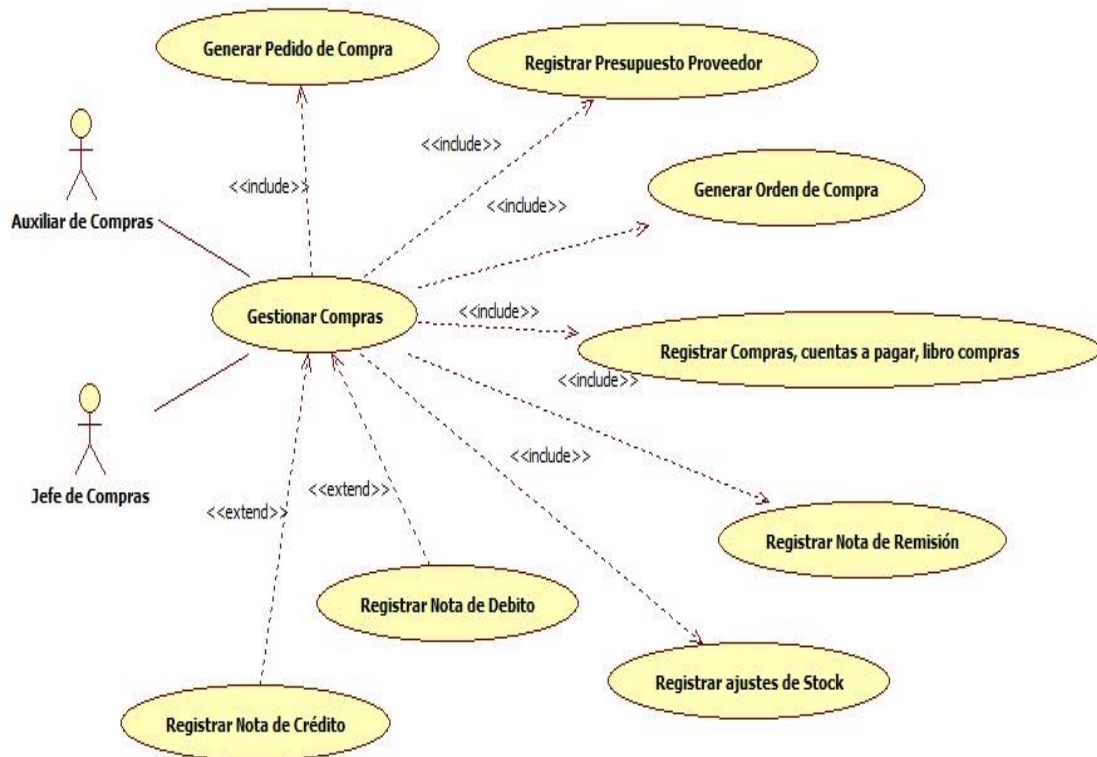 Generar Pedido de Compra
Registrar Presupuesto Proveedor
<<include>>
<<include>>
Generar Orden de Compra
<<include>>
Auxiliar de Compras
Gestionar Compras
<<include>>
Registrar Compras, cuentas a pagar, libro compras
<<include>>
Jefe de Compras
<<include>>
<<extend>>
<<extend>>
Registrar Nota de Remisión
Registrar Nota de Debito
Registrar ajustes de Stock
Registrar Nota de Crédito